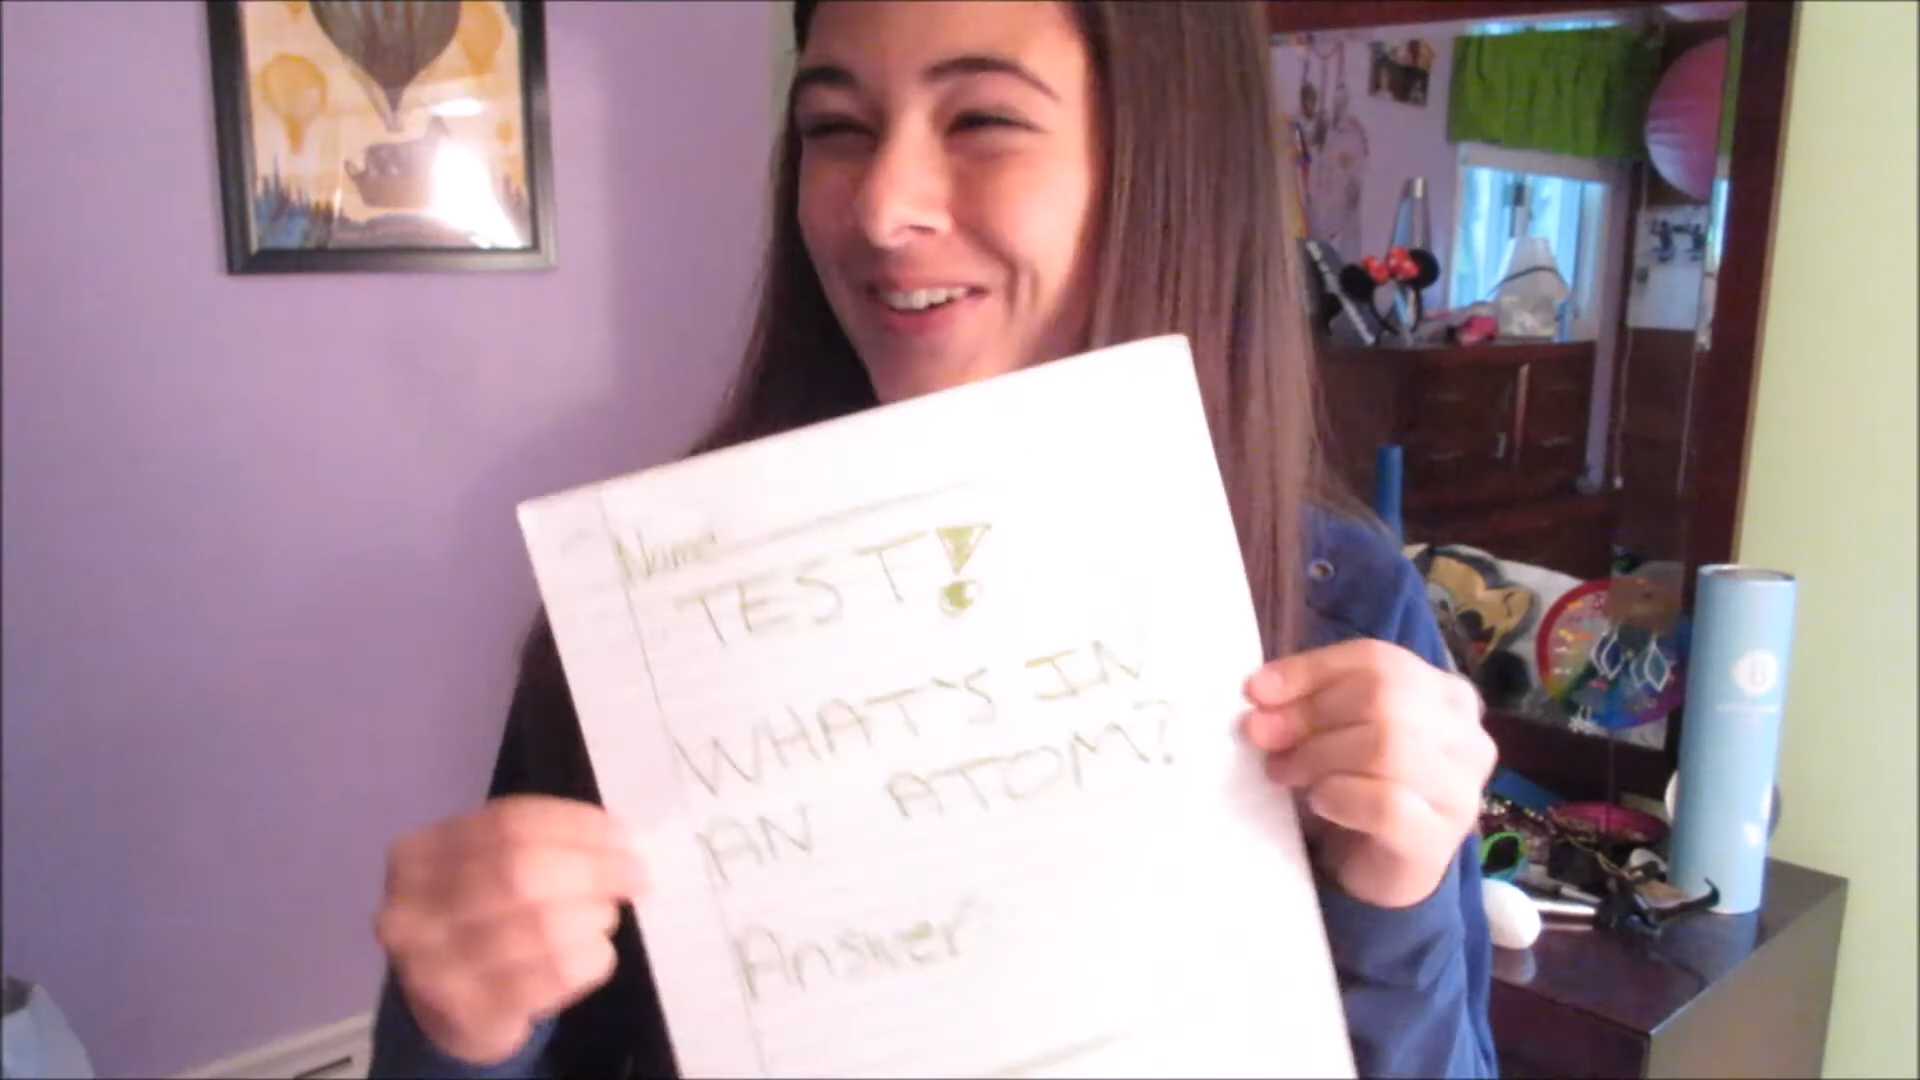 Name
TEST!
WHAT'S IN
AN ATOM?
Answer